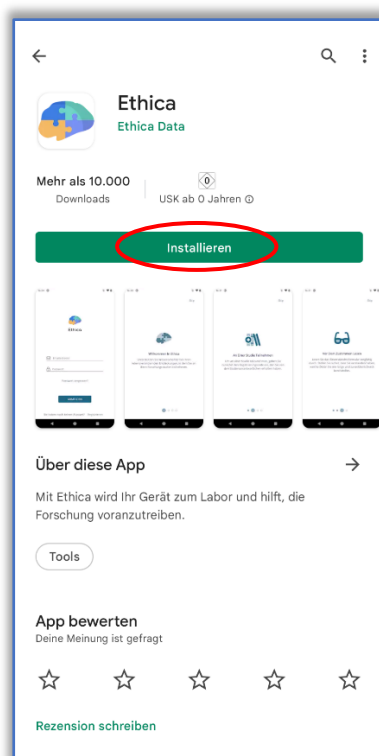 Ethica
Ethica Data
Mehr als 10.000
Downloads
0
USK ab 0 Jahren
Installieren
Ethica
Über diese App
Mit Ethica wird Ihr Gerät zum Labor und hilft, die
Forschung voranzutreiben.
Tools
App bewerten
Deine Meinung ist gefragt
Rezension schreiben